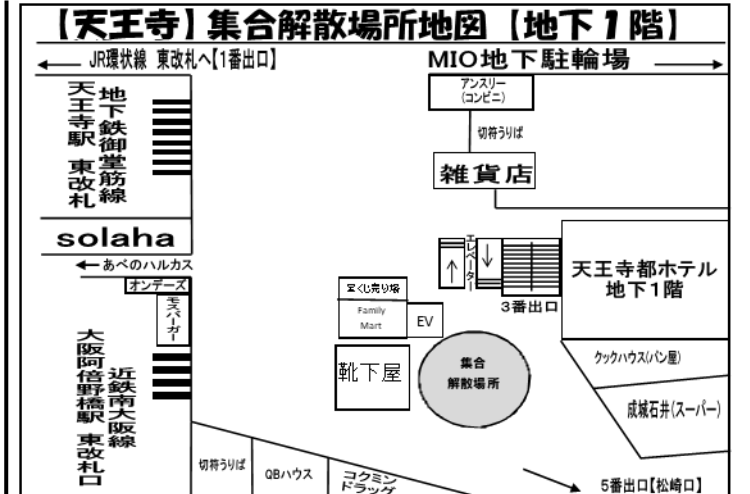 【天王寺】集合解散場所地図【地下1階】
JR環状線 東改札へ【1番出口】
MIO地下駐輪場
アンスリー
(コンビニ)
切符うりば
雑貨店
地下鉄御堂筋線
天王寺駅 東改札
solaha
あべのハルカス
オンデーズ
モスバーガー
近鉄南大阪線
大阪阿倍野橋駅 東改札口
宝くじ売り場
Family
Mart
EV
靴下屋
集合
解散場所
エレベーター
3番出口
天王寺都ホテル
地下1階
クックハウス(パン屋)
成城石井(スーパー)
切符うりば
QBハウス
コクミン
ドラッグ
5番出口【松崎口】